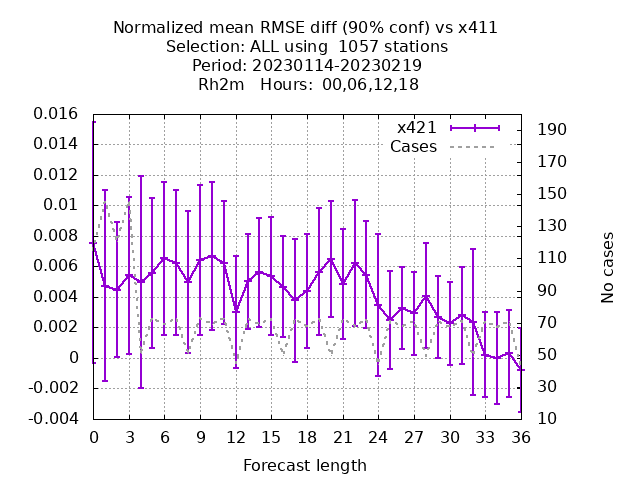 Normalized mean RMSE diff (90% conf) vs x411
Selection: ALL using  1057 stations
Period: 20230114-20230219
Rh2m   Hours:  00,06,12,18
0.016
0.014
0.012
0.01
0.008
0.006
0.004
0.002
0
-0.002
-0.004
x421
Cases
190
170
150
130
110
90
70
50
30
10
No cases
0 3 6 9 12 15 18 21 24 27 30 33 36
Forecast length